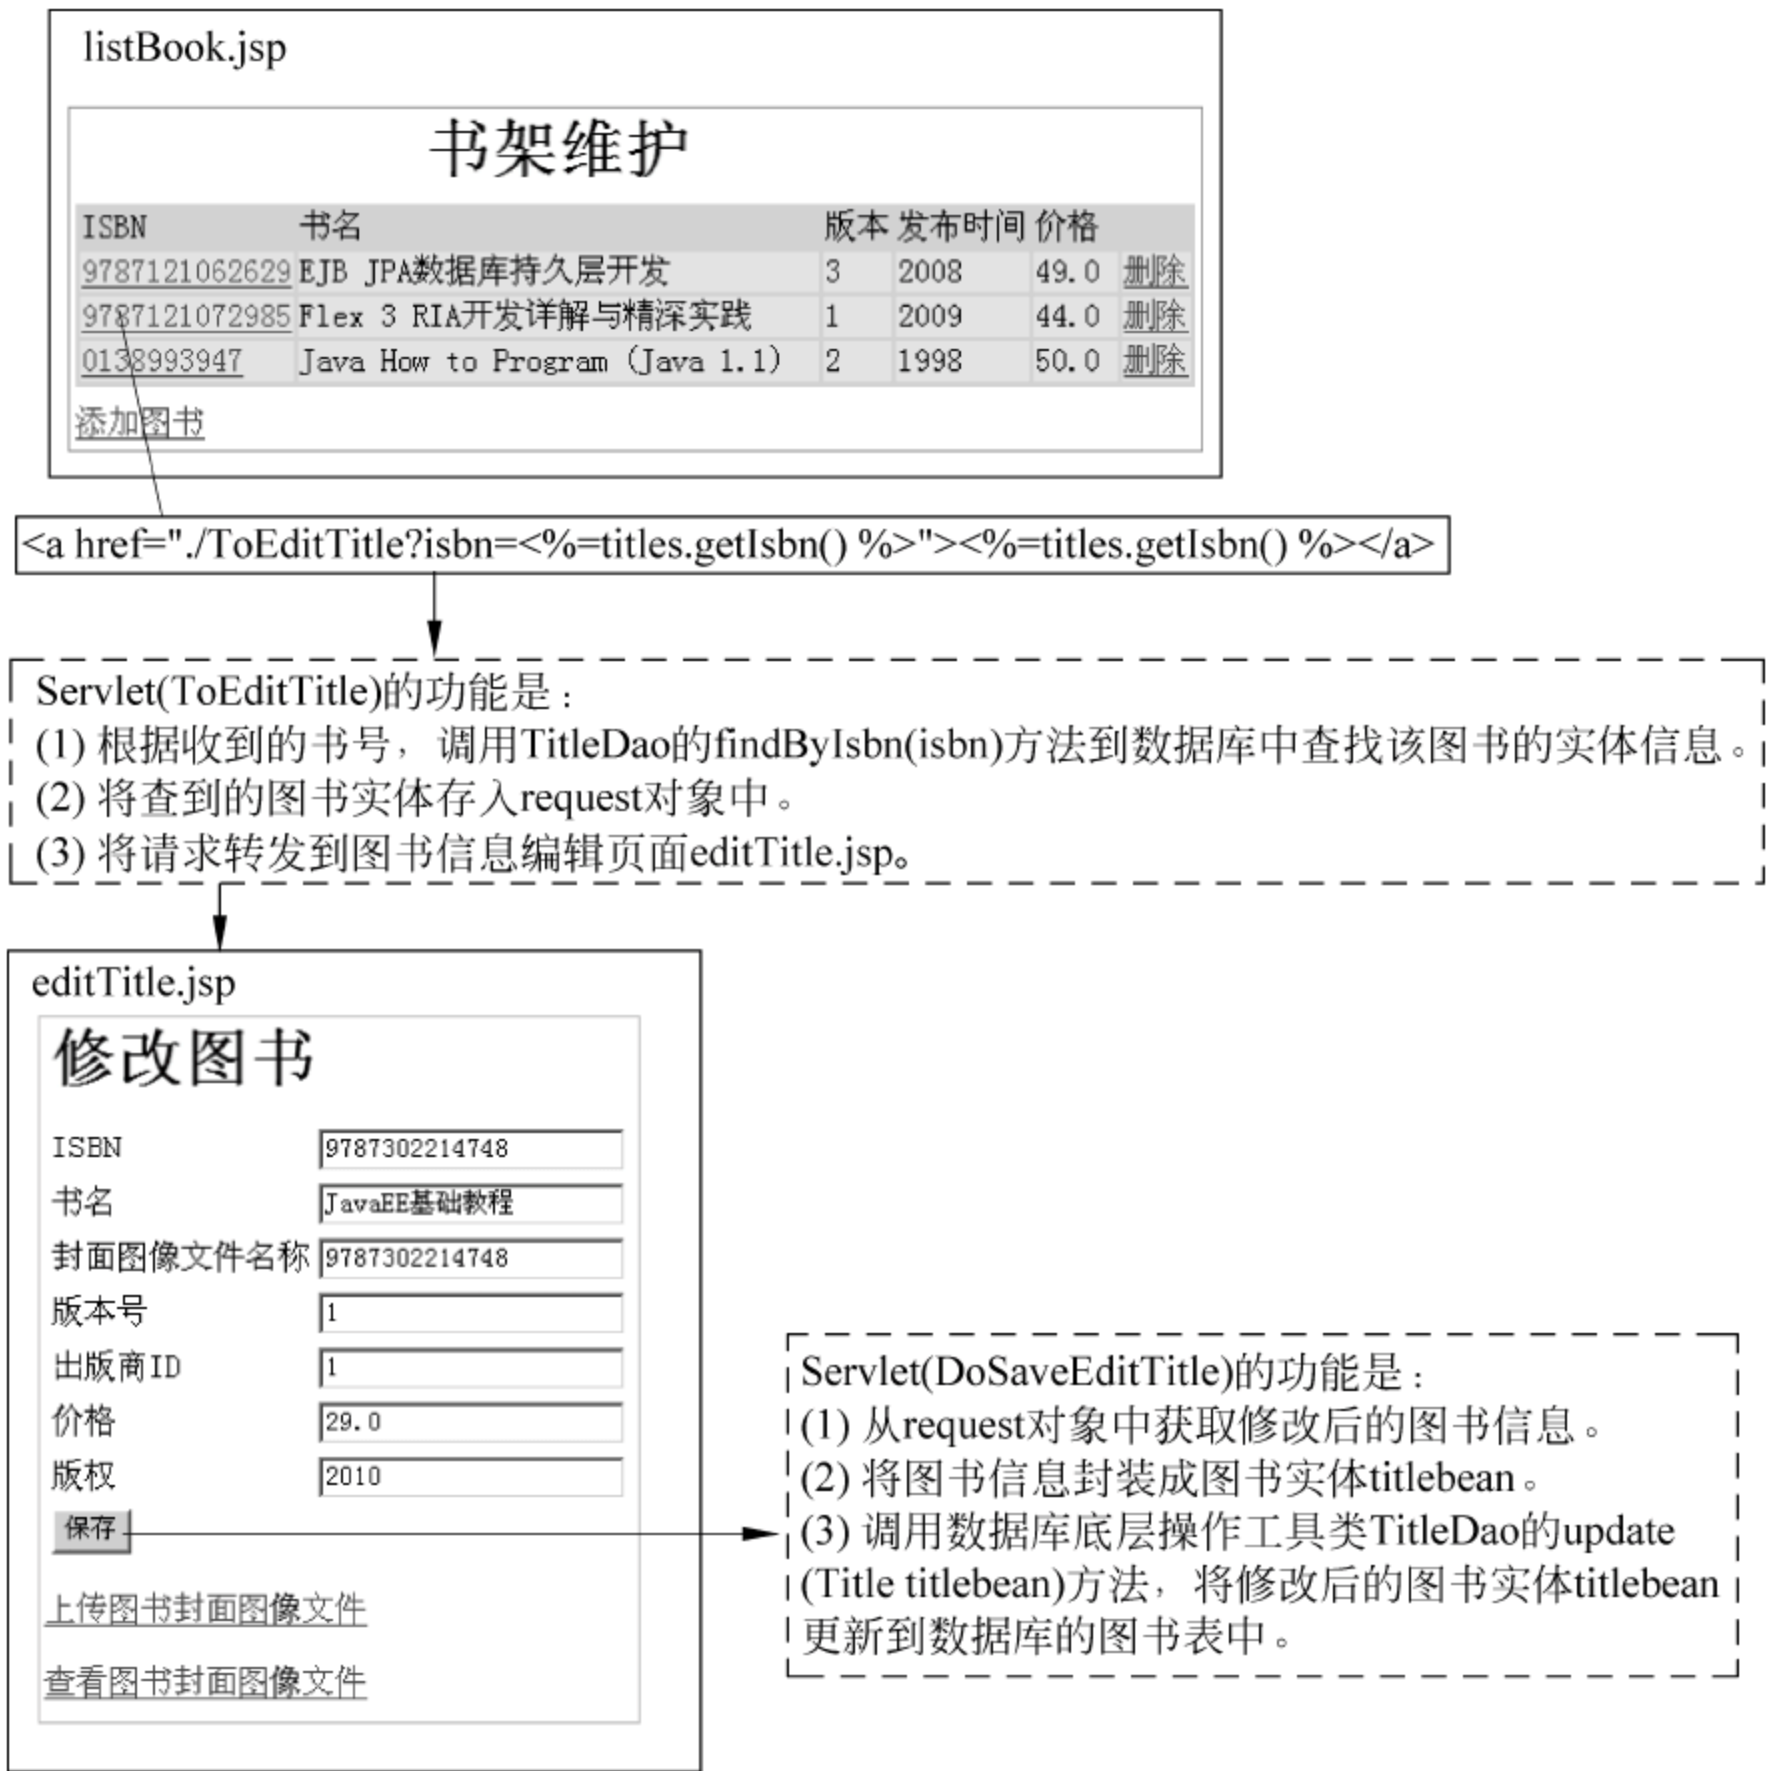 listBook.jsp
书架维护
ISBN 书名 版本 发布时间 价格
9787121062629 EJB JPA数据库持久层开发 3 2008 49.0 删除
9787121072985 Flex 3 RIA开发详解与精深实践 1 2009 44.0 删除
0138993947 Java How to Program (Java 1.1) 2 1998 50.0 删除
添加图书
<a href="./ToEditTitle?isbn=<%=titles.getIsbn() %>"><%=titles.getIsbn() %></a>
Servlet(ToEditTitle)的功能是：
(1) 根据收到的书号，调用TitleDao的findByIsbn(isbn)方法到数据库中查找该图书的实体信息。
(2) 将查到的图书实体存入request对象中。
(3) 将请求转发到图书信息编辑页面editTitle.jsp。
editTitle.jsp
修改图书
ISBN 9787302214748
书名 JavaEE基础教程
封面图像文件名称 9787302214748
版本号 1
出版商ID 1
价格 29.0
版权 2010
保存
上传图书封面图像文件
查看图书封面图像文件
Servlet(DoSaveEditTitle)的功能是：
(1) 从request对象中获取修改后的图书信息。
(2) 将图书信息封装成图书实体titlebean。
(3) 调用数据库底层操作工具类TitleDao的update
(Title titlebean)方法，将修改后的图书实体titlebean
更新到数据库的图书表中。